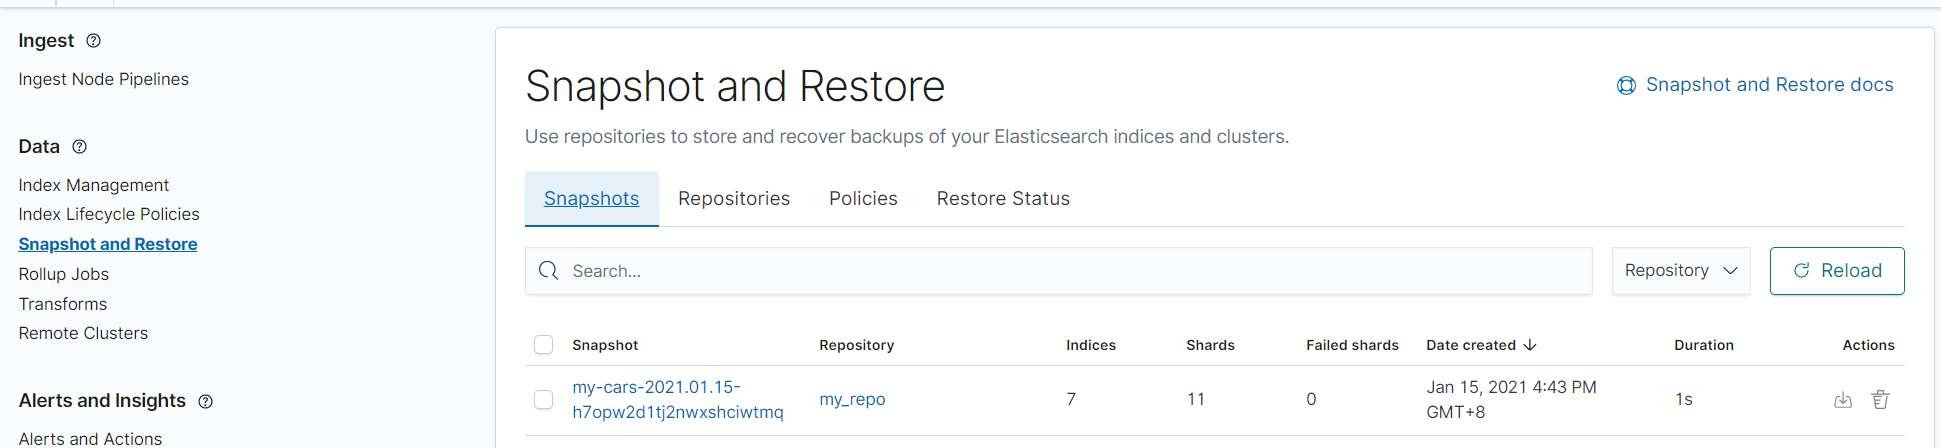 Ingest
Ingest Node Pipelines
Data
Index Management
Index Lifecycle Policies
Snapshot and Restore
Rollup Jobs
Transforms
Remote Clusters
Alerts and Insights
Alerts and Actions
Snapshot and Restore
Snapshot and Restore docs
Use repositories to store and recover backups of your Elasticsearch indices and clusters.
Snapshots Repositories Policies Restore Status
Search... Repository Reload
Snapshot Repository Indices Shards Failed shards Date created Duration Actions
my-cars-2021.01.15-
h7opw2d1tj2nwxshciwtmq
my_repo 7 11 0
Jan 15, 2021 4:43 PM
GMT+8
1s